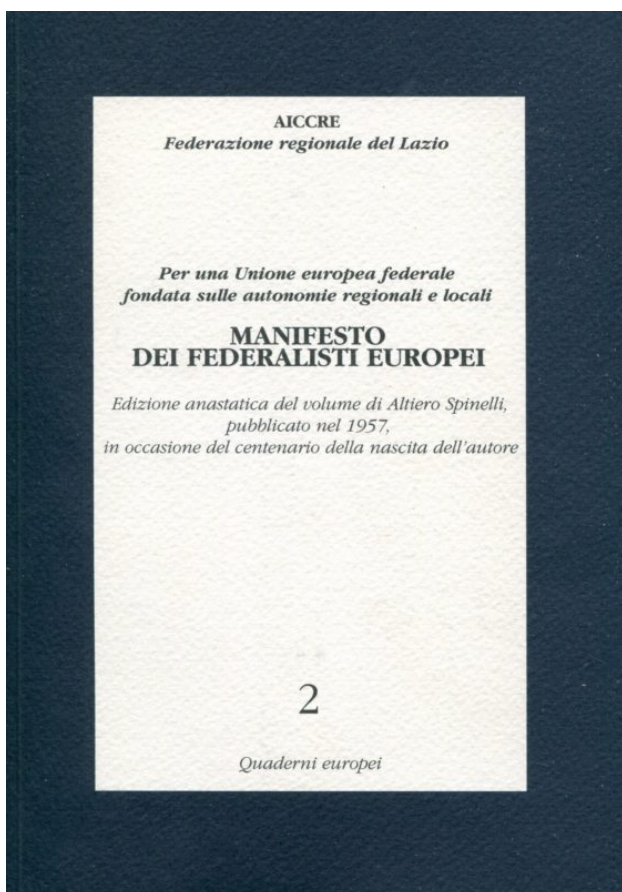 AICCRE
Federazione regionale del Lazio
Per una Unione europea federale
fondata sulle autonomie regionali e locali
MANIFESTO
DEI FEDERALISTI EUROPEI
Edizione anastatica del volume di Altiero Spinelli,
pubblicato nel 1957,
in occasione del centenario della nascita dell'autore
2
Quaderni europei